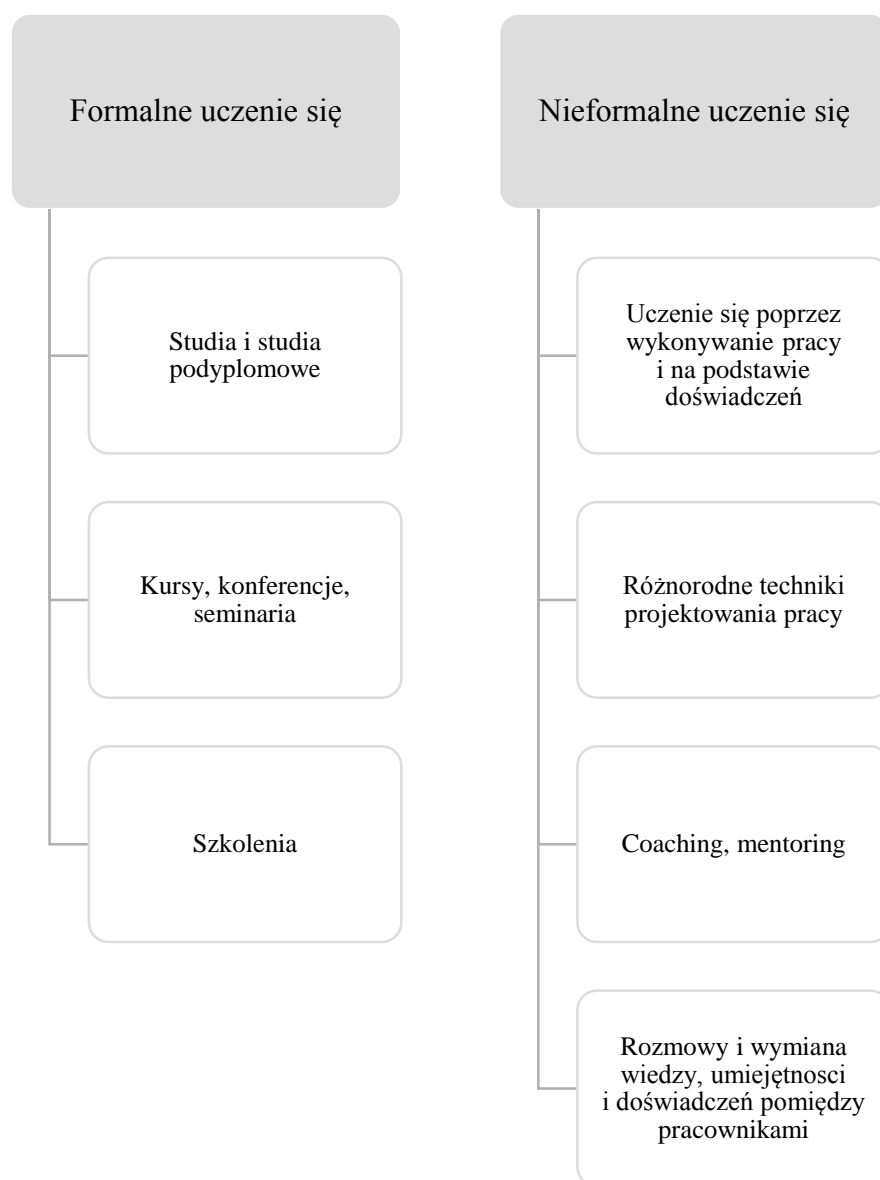 Formalne uczenie się
Studia i studia
podyplomowe
Kursy, konferencje,
seminaria
Szkolenia
Nieformalne uczenie się
Uczenie się poprzez
wykonywanie pracy
i na podstawie
doświadczeń
Różnorodne techniki
projektowania pracy
Coaching, mentoring
Rozmowy i wymiana
wiedzy, umiejętnosci
i doświadczeń pomiędzy
pracownikami